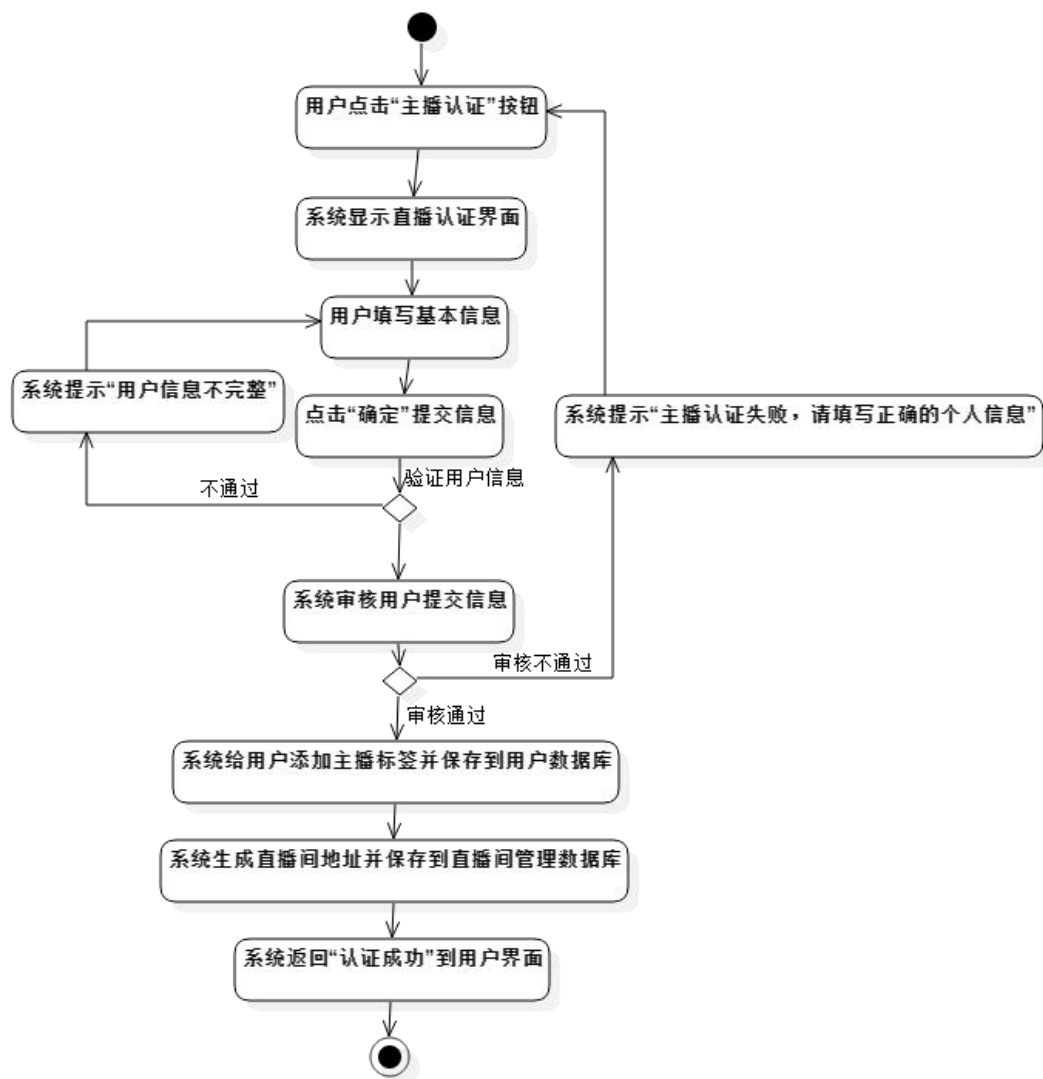 用户点击“主播认证”按钮
系统显示直播认证界面
用户填写基本信息
系统提示“用户信息不完整”
点击“确定”提交信息
系统提示“主播认证失败，请填写正确的个人信息”
验证用户信息
不通过
系统审核用户提交信息
审核不通过
审核通过
系统给用户添加主播标签并保存到用户数据库
系统生成直播间地址并保存到直播间管理数据库
系统返回“认证成功”到用户界面